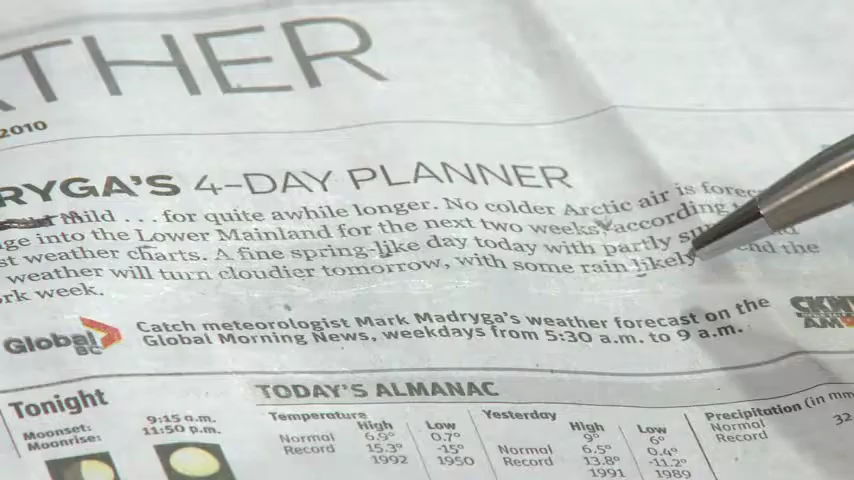 ATHER
2010
RYGA'S 4-DAY PLANNER
Mild . . . for quite awhile longer. No colder Arctic air is forec
ge into the Lower Mainland for the next two weeks, according
st weather charts. A fine spring-like day today with partly su
weather will turn cloudier tomorrow, with some rain likely end the
rk week.
Global BC
Catch meteorologist Mark Madryga's weather forecast on the
Global Morning News, weekdays from 5:30 a.m. to 9 a.m.
CKNW
AM
Tonight
Moonset: 9:15 a.m.
Moonrise: 11:50 p.m.
TODAY'S ALMANAC
Temperature High Low
Normal 6.9° 0.7°
Record 15.3° -15°
1992 1950
Yesterday High Low
9° 6°
Normal 6.5° 0.4°
Record 13.8° -11.2°
1991 1989
Precipitation (in mm
Normal
Record 32